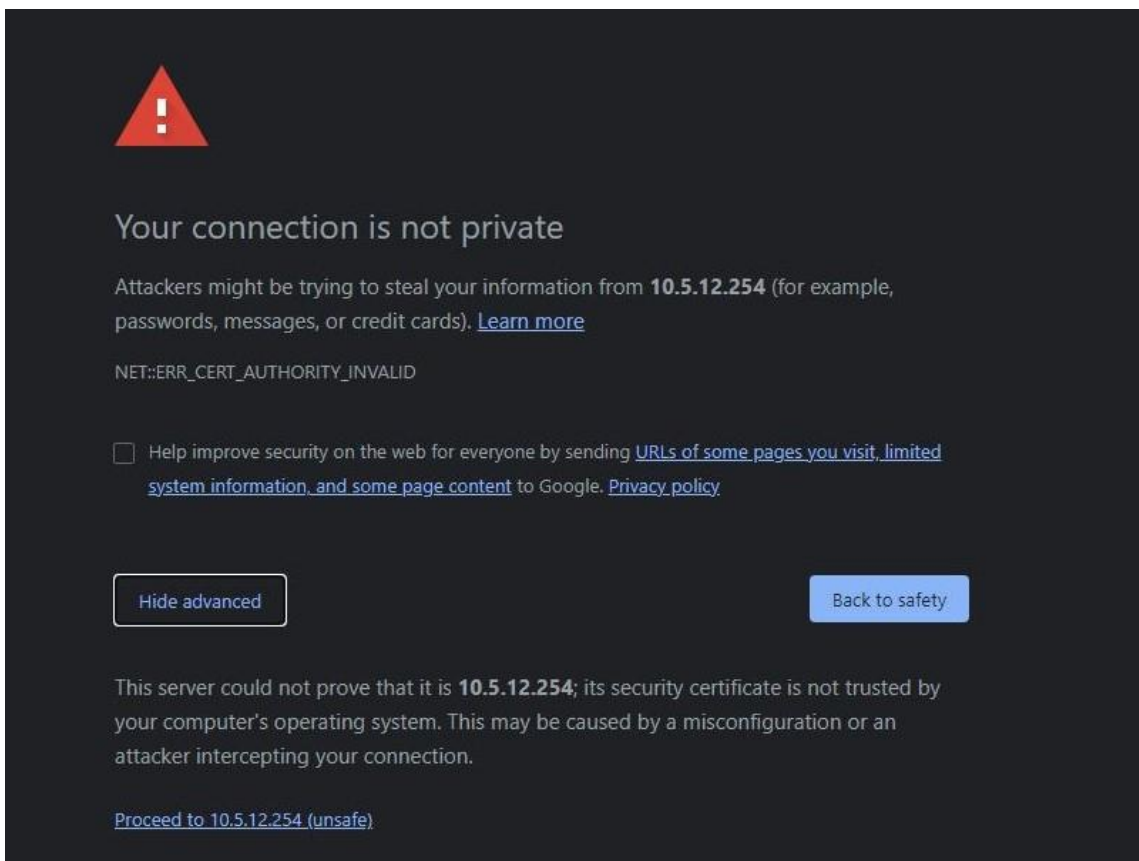 Your connection is not private
Attackers might be trying to steal your information from 10.5.12.254 (for example,
passwords, messages, or credit cards). Learn more
NET::ERR_CERT_AUTHORITY_INVALID
Help improve security on the web for everyone by sending URLs of some pages you visit, limited
system information, and some page content to Google. Privacy policy
Hide advanced
Back to safety
This server could not prove that it is 10.5.12.254; its security certificate is not trusted by
your computer's operating system. This may be caused by a misconfiguration or an
attacker intercepting your connection.
Proceed to 10.5.12.254 (unsafe)